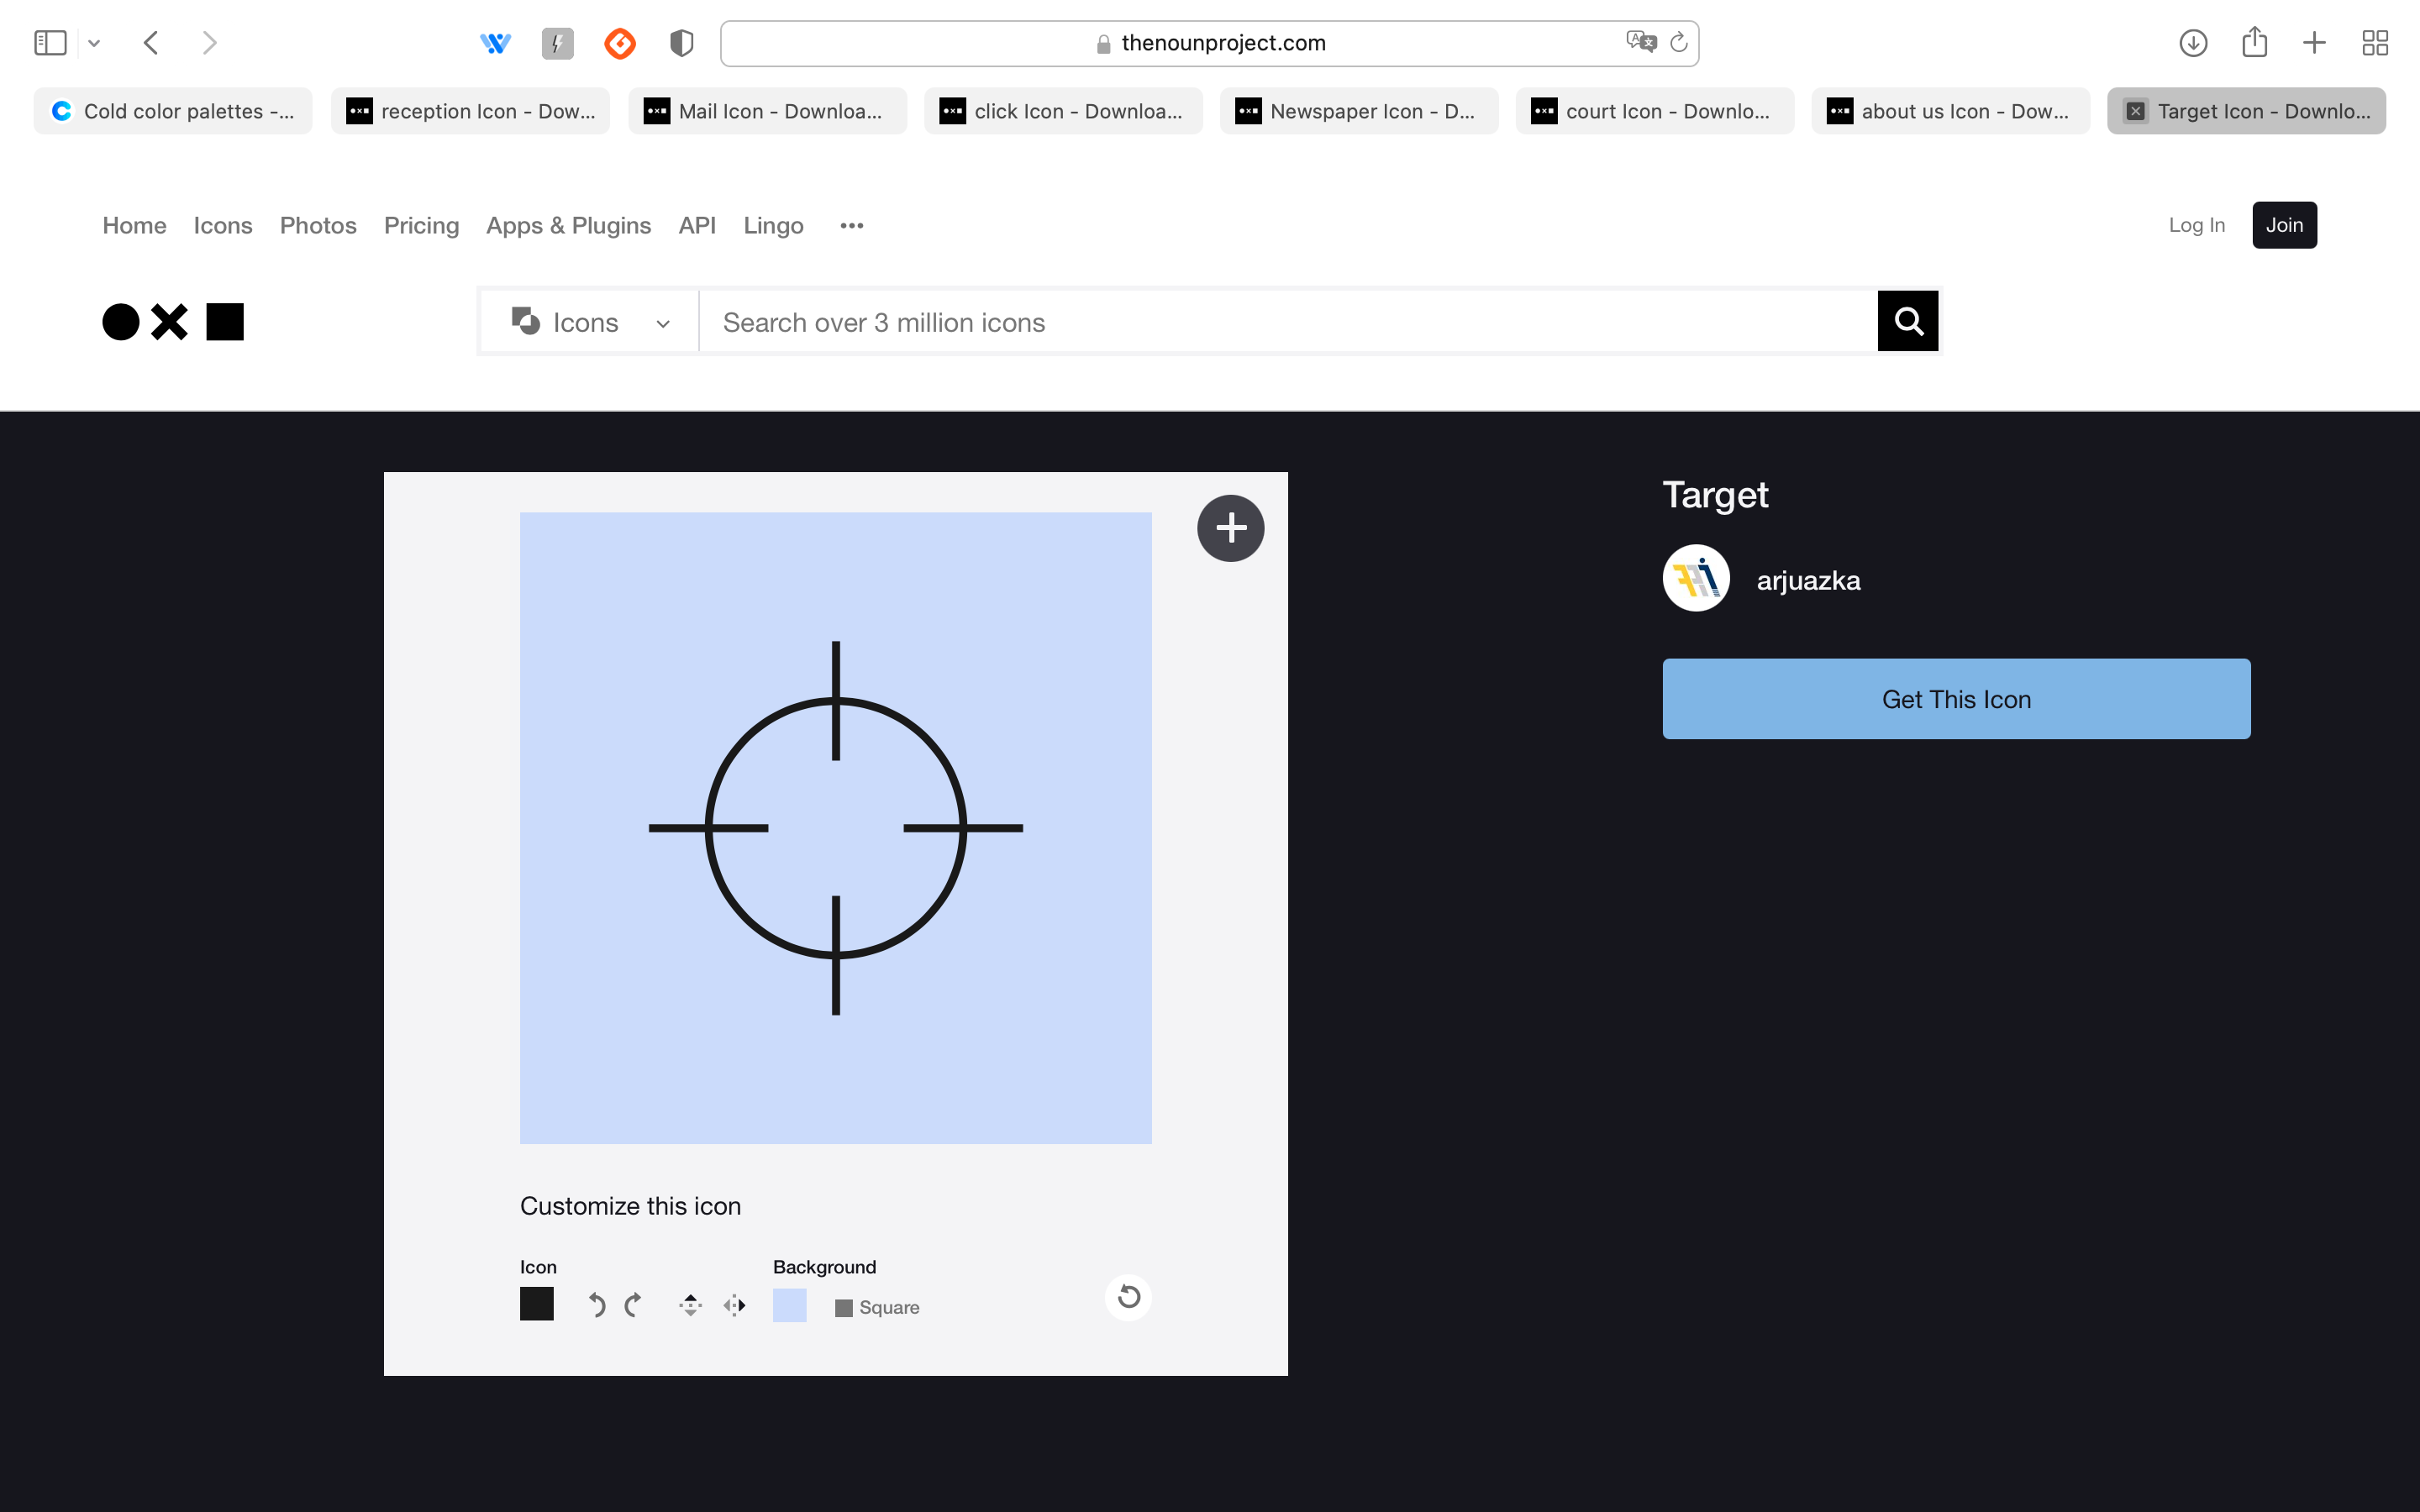 thenounproject.com
Cold color palettes -...
reception Icon - Dow...
Mail Icon - Downloa...
click Icon - Downloa...
Newspaper Icon - D...
court Icon - Downlo...
about us Icon - Dow...
Target Icon - Downlo...
Home Icons Photos Pricing Apps & Plugins API Lingo •••
Log In Join
Icons Search over 3 million icons
Target
arjuazka
Get This Icon
Customize this icon
Icon Background
Square